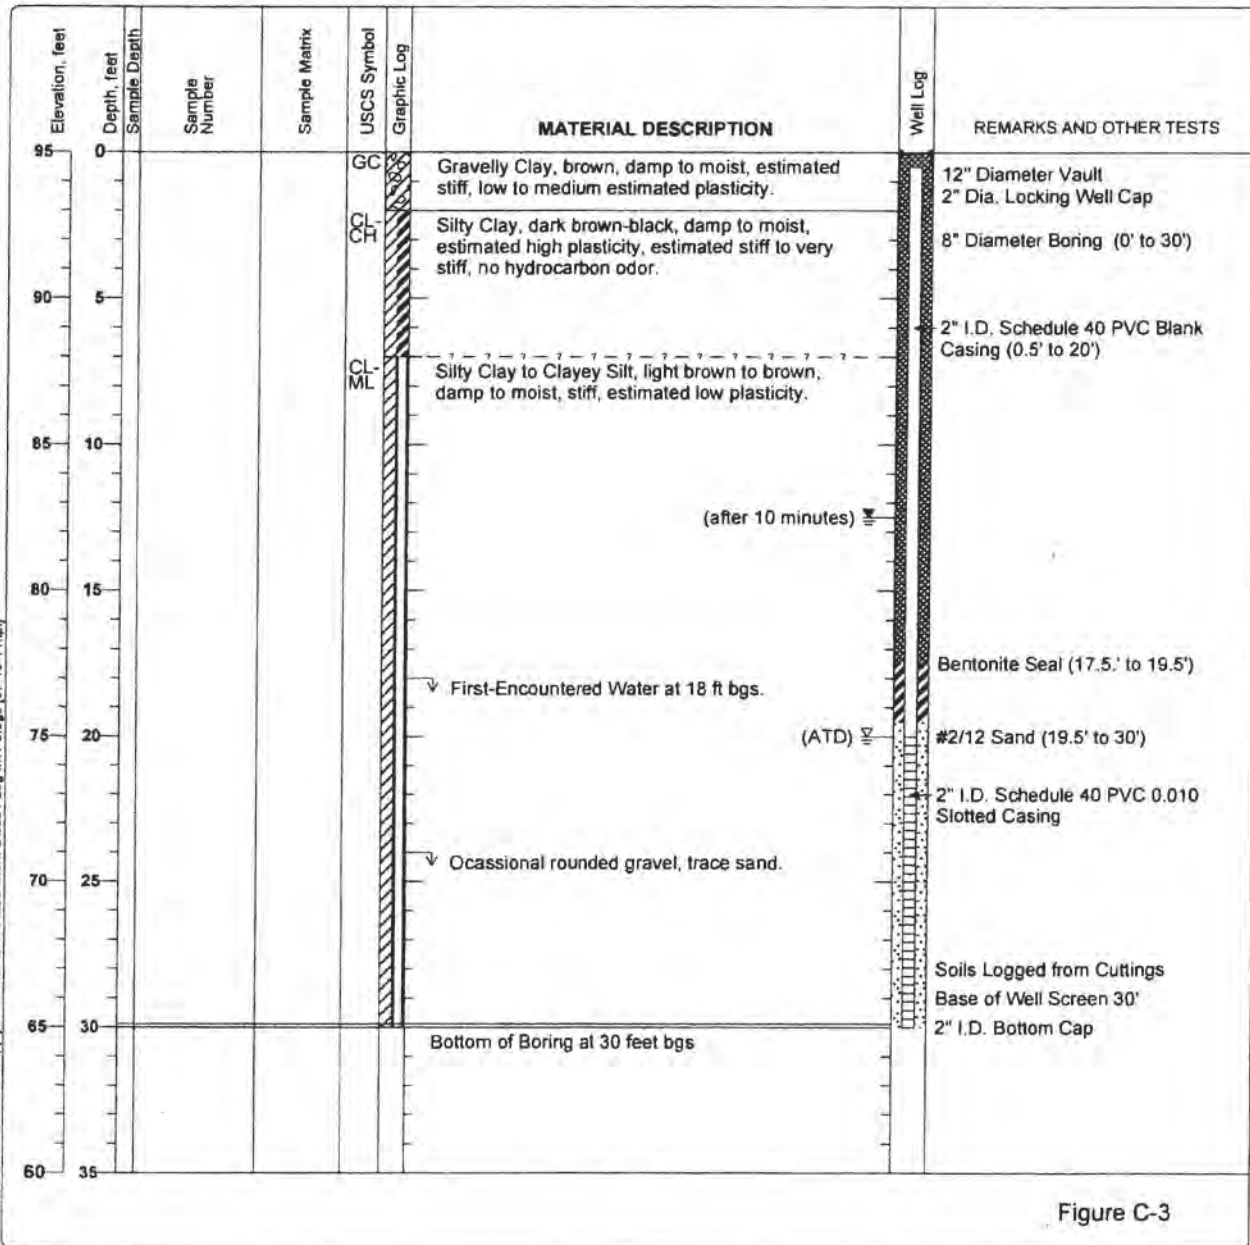 Elevation, feet
Depth, feet
Sample Depth
Sample Number
Sample Matrix
USCS Symbol
Graphic Log
MATERIAL DESCRIPTION
Well Log
REMARKS AND OTHER TESTS
95
0
GC
Gravelly Clay, brown, damp to moist, estimated
stiff, low to medium estimated plasticity.
12" Diameter Vault
2" Dia. Locking Well Cap
CL-
CH
Silty Clay, dark brown-black, damp to moist,
estimated high plasticity, estimated stiff to very
stiff, no hydrocarbon odor.
8" Diameter Boring (0' to 30')
90
5
2" I.D. Schedule 40 PVC Blank
Casing (0.5' to 20')
? ? ? ? ? ? ? ? ? ? ? ?
CL-
ML
Silty Clay to Clayey Silt, light brown to brown,
damp to moist, stiff, estimated low plasticity.
85
10
(after 10 minutes)
80
15
Bentonite Seal (17.5.' to 19.5')
First-Encountered Water at 18 ft bgs.
75
20
(ATD)
#2/12 Sand (19.5' to 30')
2" I.D. Schedule 40 PVC 0.010
Slotted Casing
Ocassional rounded gravel, trace sand.
70
25
Soils Logged from Cuttings
Base of Well Screen 30'
65
30
2" I.D. Bottom Cap
Bottom of Boring at 30 feet bgs
60
35
Figure C-3